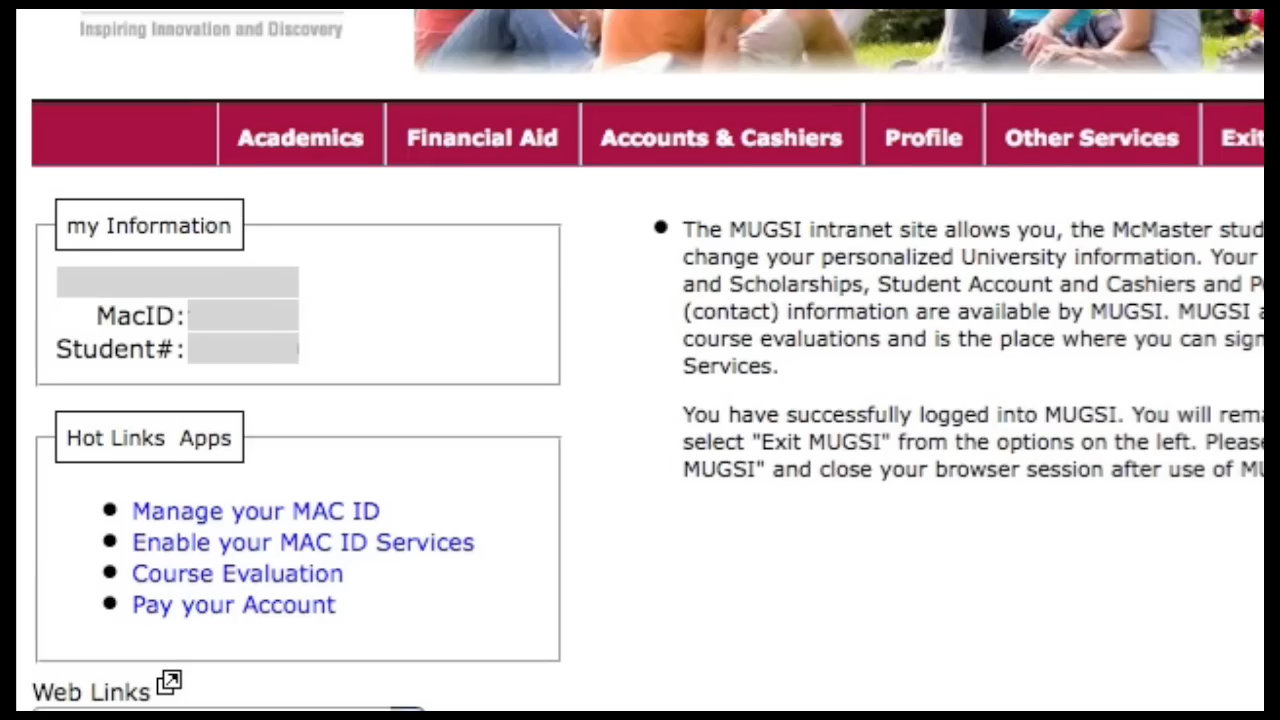 Inspiring Innovation and Discovery
Academics
Financial Aid
Accounts & Cashiers
Profile
Other Services
Exit
my Information
MacID:
Student#:
Hot Links Apps
Manage your MAC ID
Enable your MAC ID Services
Course Evaluation
Pay your Account
Web Links
The MUGSI intranet site allows you, the McMaster stud
change your personalized University information. Your
and Scholarships, Student Account and Cashiers and
(contact) information are available by MUGSI. MUGSI
course evaluations and is the place where you can sign
Services.
You have successfully logged into MUGSI. You will rema
select "Exit MUGSI" from the options on the left. Please
MUGSI" and close your browser session after use of